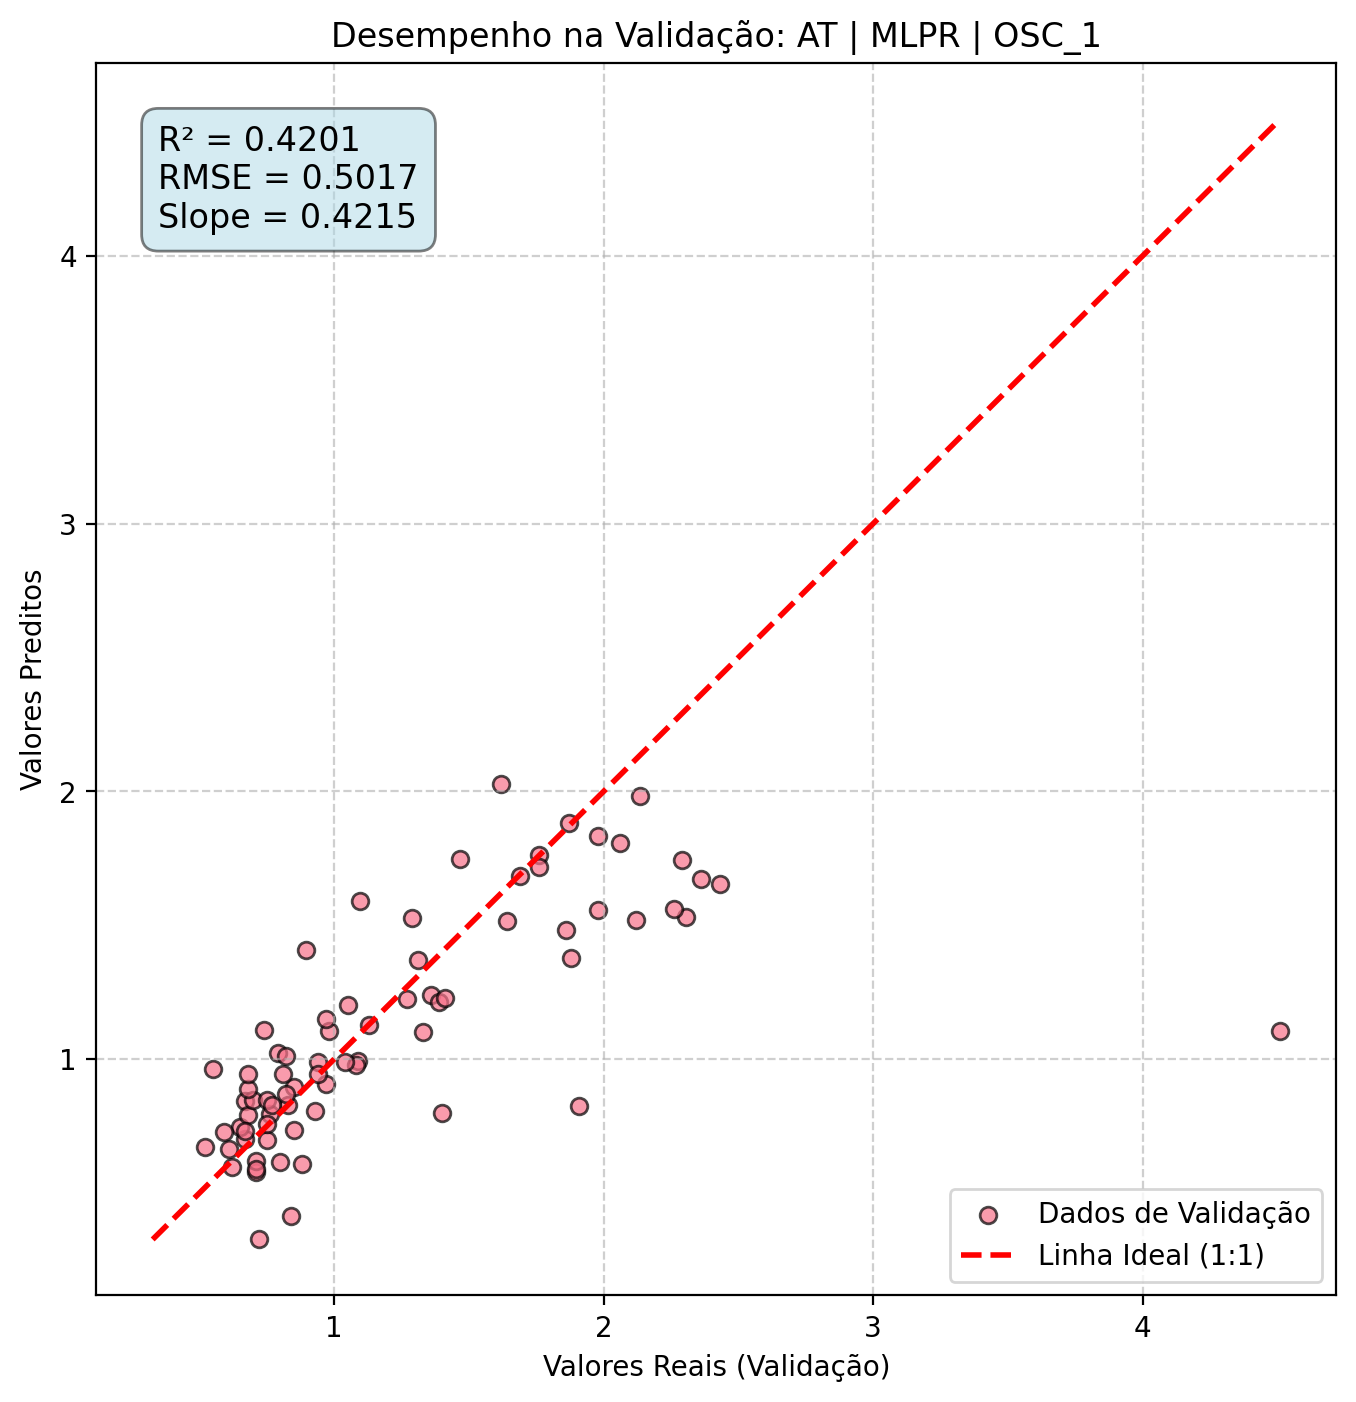 Desempenho na Validação: AT | MLPR | OSC_1
R² = 0.4201
RMSE = 0.5017
Slope = 0.4215
4
3
2
1
Valores Preditos
Dados de Validação
Linha Ideal (1:1)
1
2
3
4
Valores Reais (Validação)